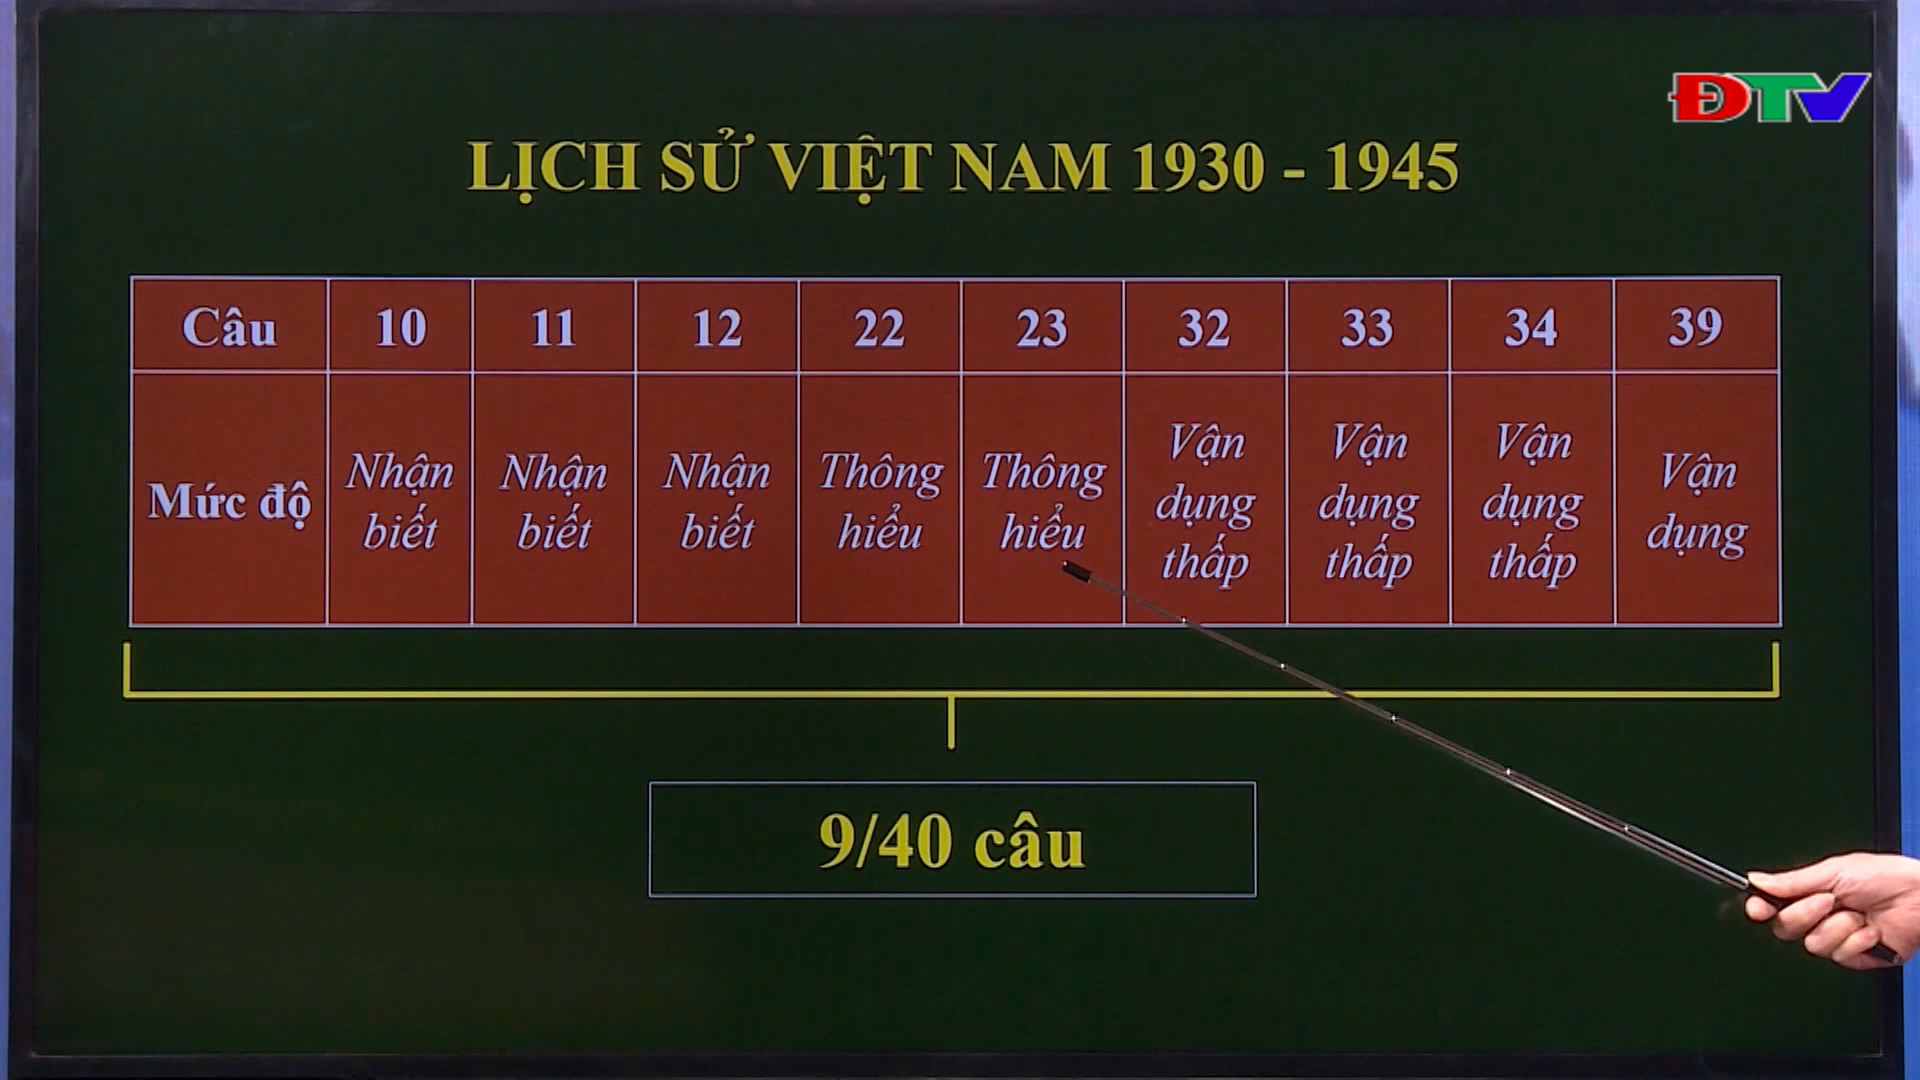 ĐTV
LỊCH SỬ VIỆT NAM 1930 - 1945
Câu 10 11 12 22 23 32 33 34 39
Mức độ Nhận biết Nhận biết Nhận biết Thông hiểu Thông hiểu Vận dụng thấp Vận dụng thấp Vận dụng thấp Vận dụng
9/40 câu